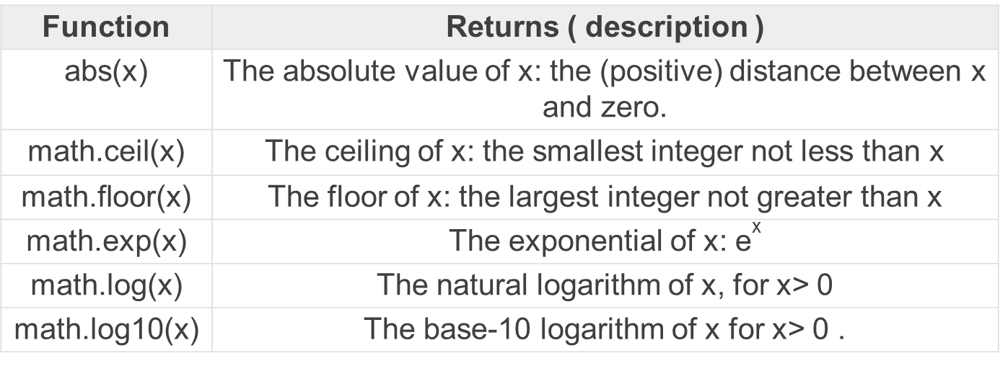 Function Returns ( description )
abs(x) The absolute value of x: the (positive) distance between x
and zero.
math.ceil(x) The ceiling of x: the smallest integer not less than x
math.floor(x) The floor of x: the largest integer not greater than x
math.exp(x) The exponential of x: eˣ
math.log(x) The natural logarithm of x, for x> 0
math.log10(x) The base-10 logarithm of x for x> 0 .